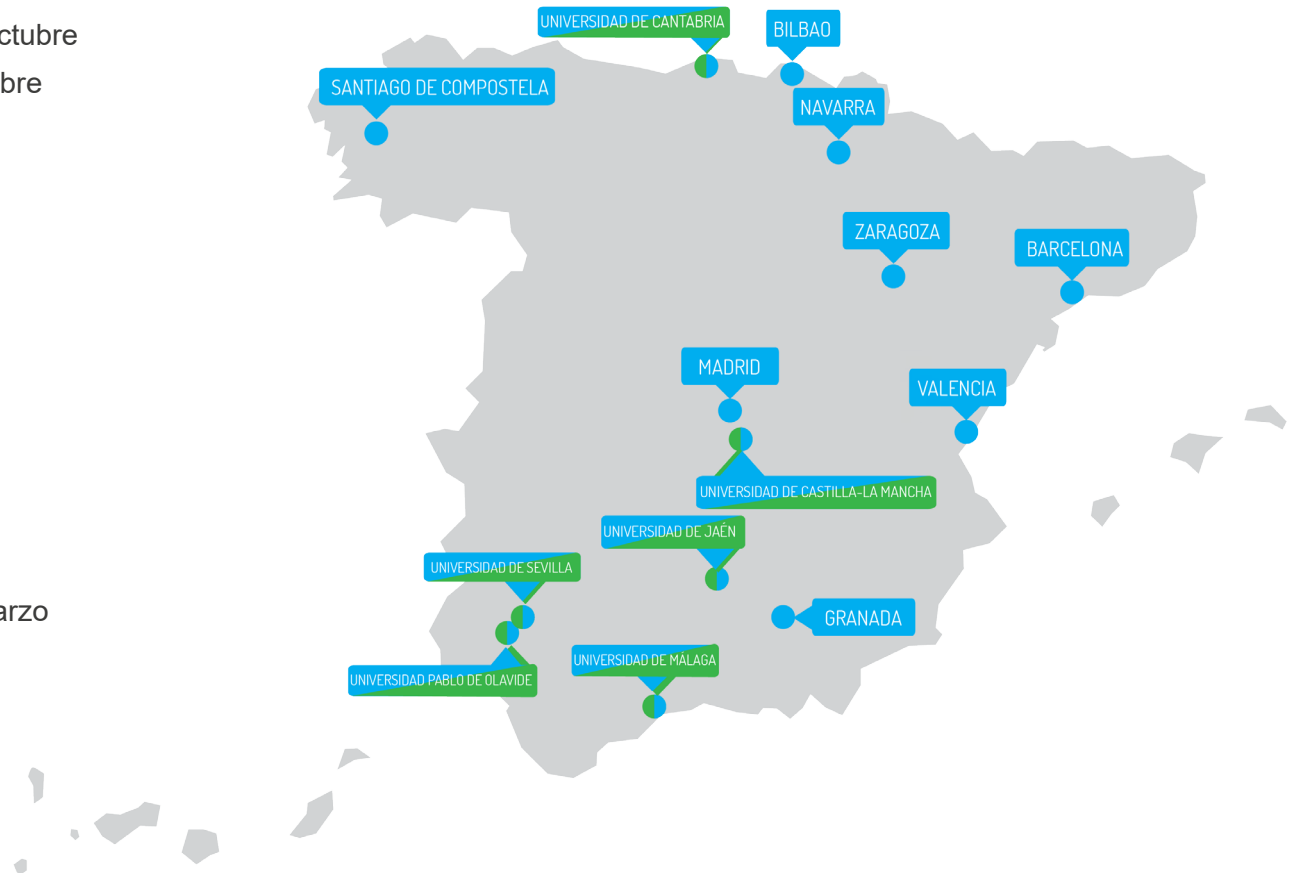 ctubre
bre
arzo
UNIVERSIDAD DE CANTABRIA
BILBAO
SANTIAGO DE COMPOSTELA
NAVARRA
ZARAGOZA
BARCELONA
MADRID
VALENCIA
UNIVERSIDAD DE CASTILLA-LA MANCHA
UNIVERSIDAD DE JAÉN
UNIVERSIDAD DE SEVILLA
GRANADA
UNIVERSIDAD DE MÁLAGA
UNIVERSIDAD PABLO DE OLAVIDE